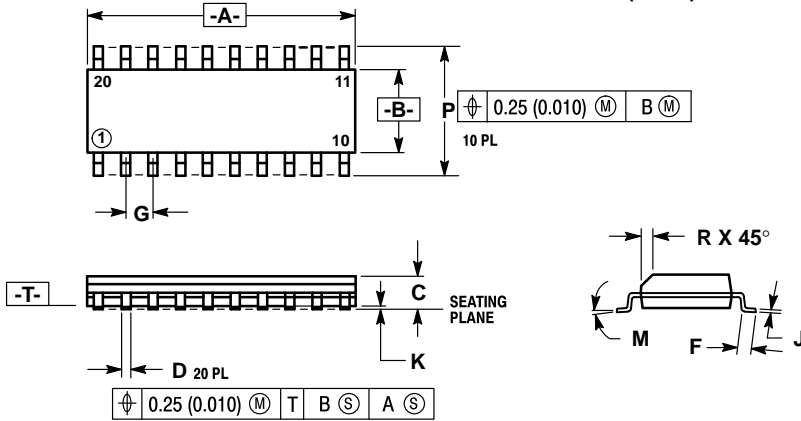 -A-
20 11
-B-
P
⌖ 0.25 (0.010) Ⓜ B Ⓜ
① 10
10 PL
G
R X 45°
-T-
C
SEATING
PLANE
K
M
F
J
D 20 PL
⌖ 0.25 (0.010) Ⓜ T B Ⓢ A Ⓢ